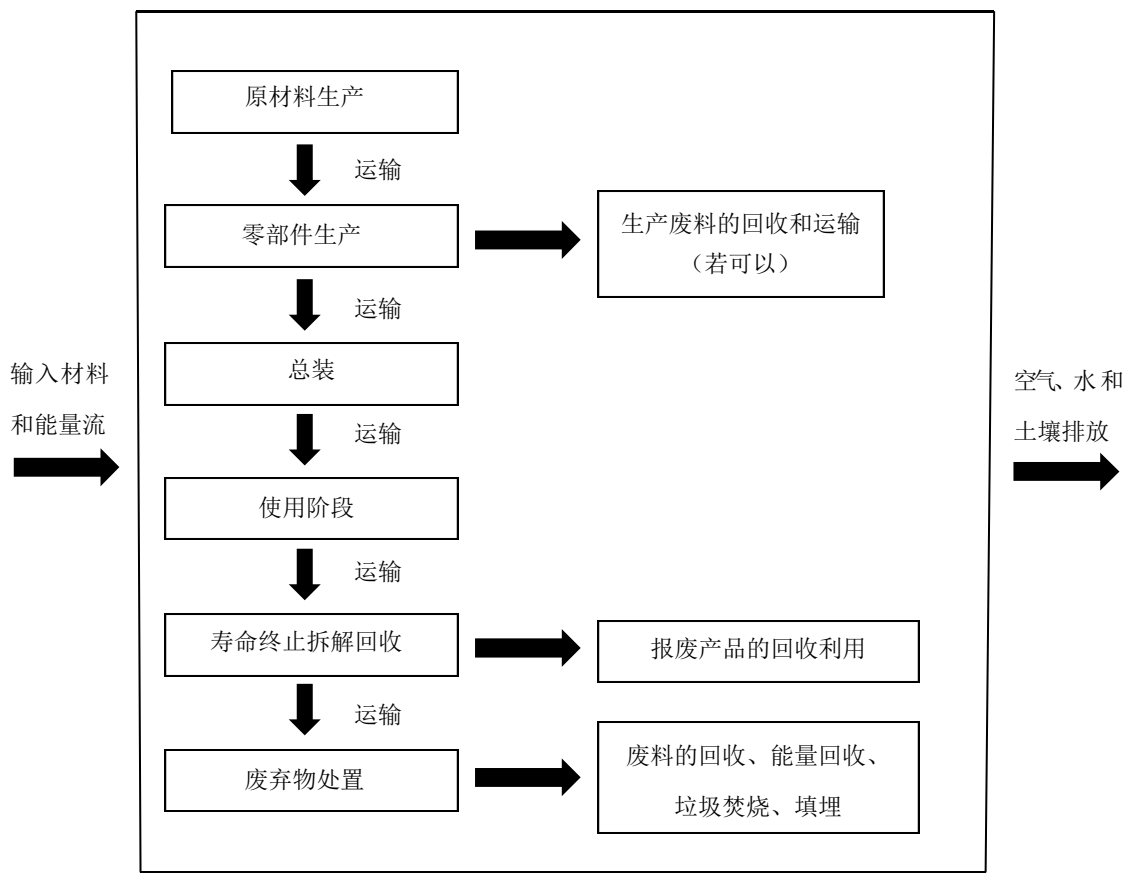 原材料生产
运输
零部件生产
生产废料的回收和运输
（若可以）
运输
总装
输入材料
和能量流
运输
空气、水和
土壤排放
使用阶段
运输
寿命终止拆解回收
报废产品的回收利用
运输
废弃物处置
废料的回收、能量回收、
垃圾焚烧、填埋